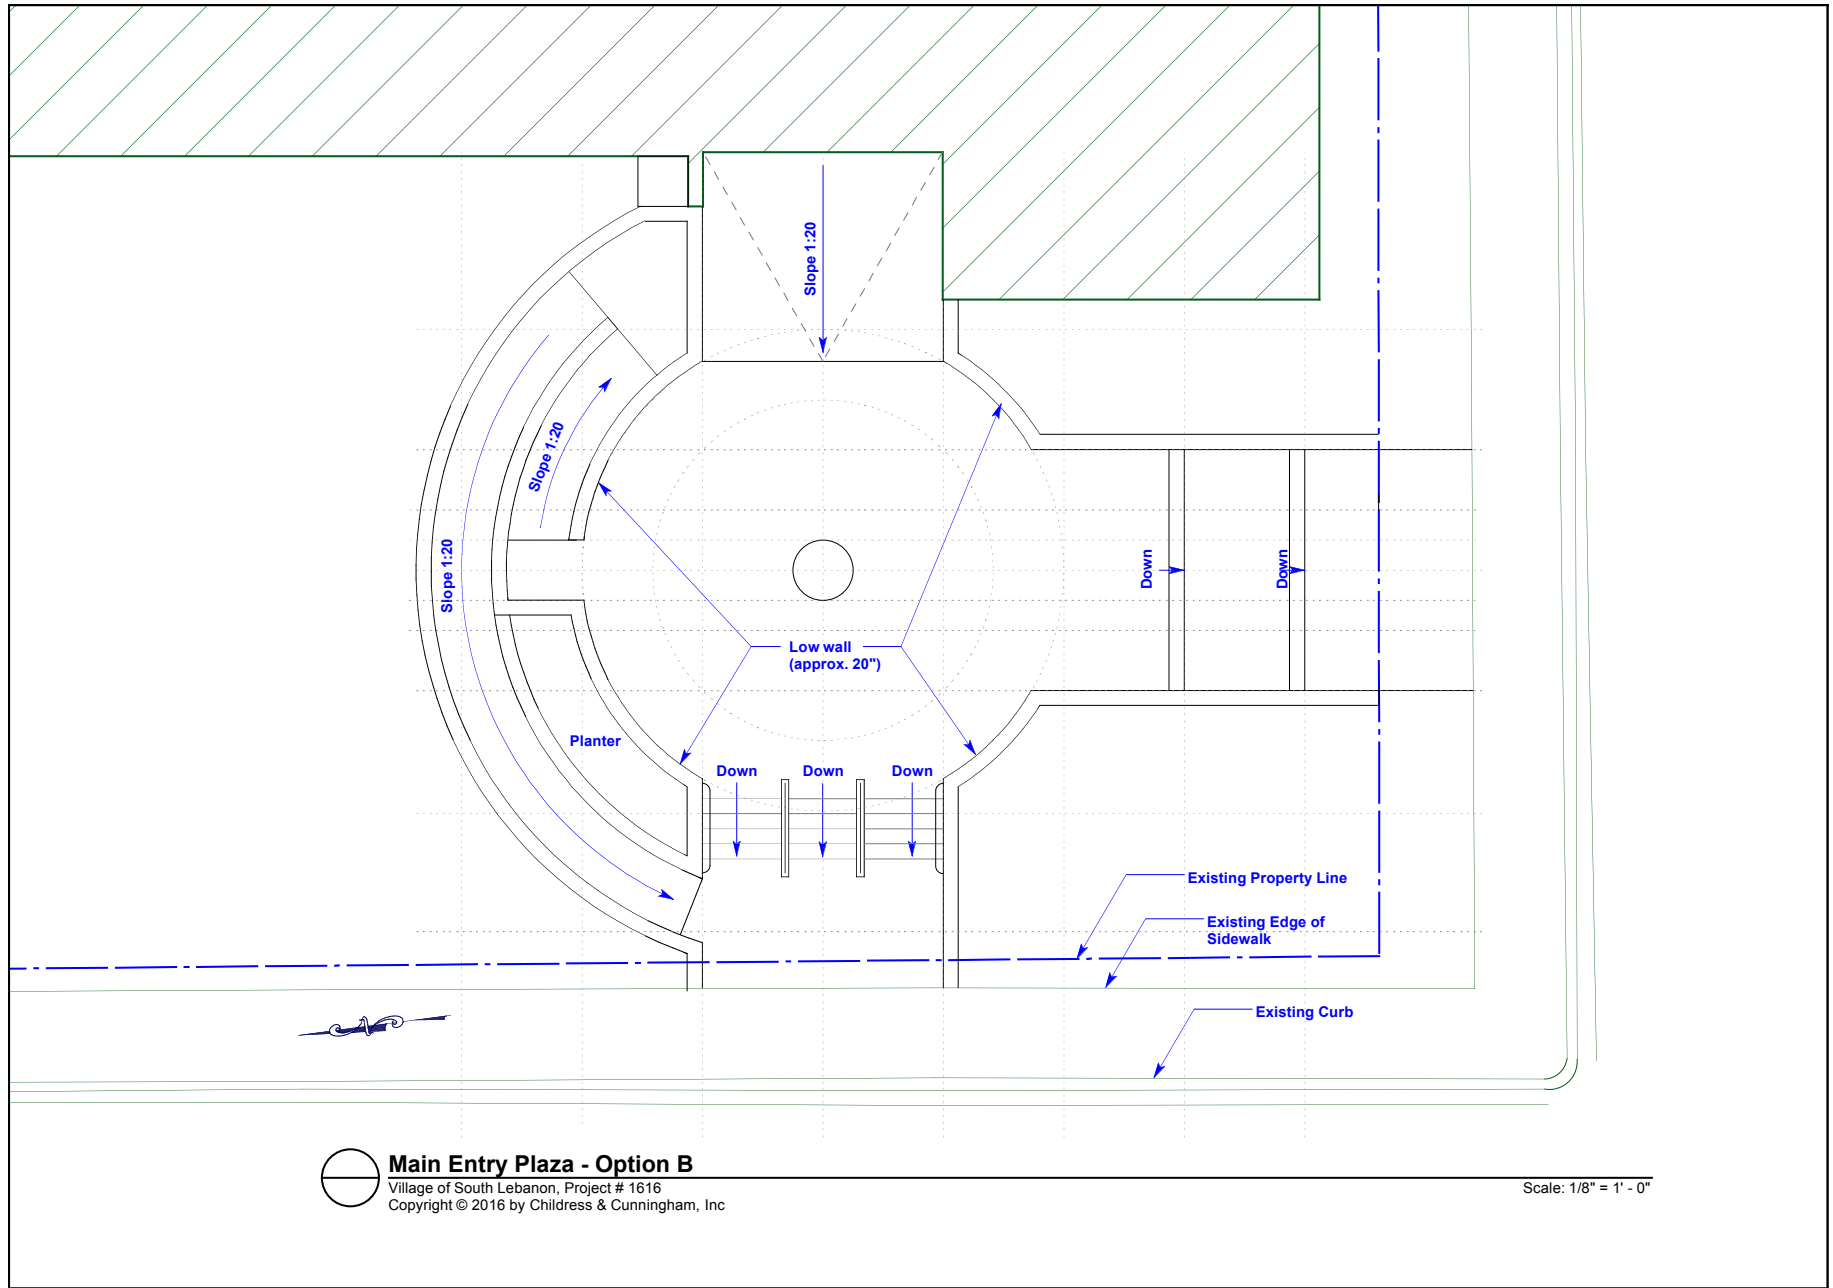 Slope 1:20
Slope 1:20
Slope 1:20
Down
Down
Low wall
(approx. 20")
Planter
Down
Down
Down
Existing Property Line
Existing Edge of
Sidewalk
Existing Curb
Main Entry Plaza - Option B
Village of South Lebanon, Project # 1616
Scale: 1/8" = 1' - 0"
Copyright © 2016 by Childress & Cunningham, Inc